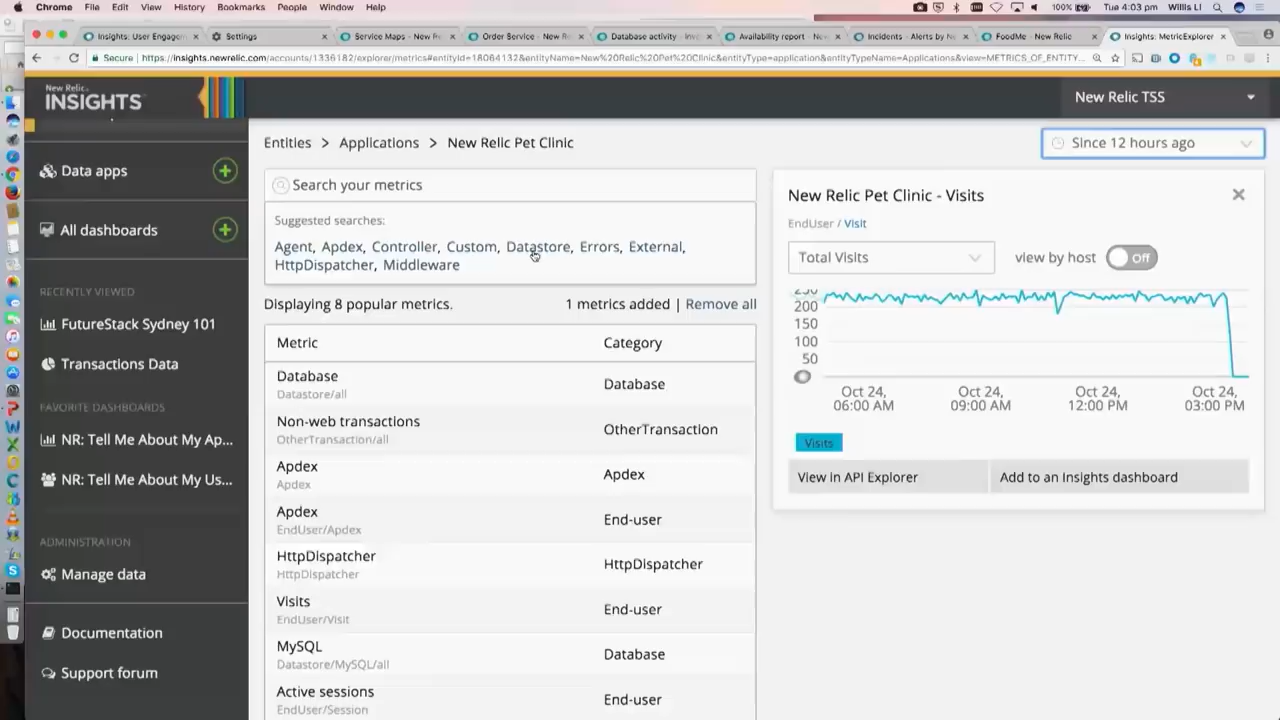 Chrome File Edit View History Bookmarks People Window Help
100% Tue 4:03 pm Willis LI
Insights: User Engagem Settings Service Maps - New Re Order Service - New Re Database activity - Availability report - New Incidents - Alerts by Ne FoodMe - New Relic Insights: MetricExplorer
Secure https://insights.newrelic.com/accounts/1336182/explorer/metrics#entityId=18064132&entityName=New%20Relic%20Pet%20Clinic&entityType=application&entityTypeName=Applications&view=METRICS_OF_ENTITY...
New Relic
INSIGHTS
New Relic TSS
Data apps
All dashboards
RECENTLY VIEWED
FutureStack Sydney 101
Transactions Data
FAVORITE DASHBOARDS
NR: Tell Me About My Ap...
NR: Tell Me About My Us...
ADMINISTRATION
Manage data
Documentation
Support forum
Entities > Applications > New Relic Pet Clinic
Since 12 hours ago
Search your metrics
Suggested searches:
Agent, Apdex, Controller, Custom, Datastore, Errors, External,
HttpDispatcher, Middleware
Displaying 8 popular metrics. 1 metrics added | Remove all
Metric Category
Database Database
Datastore/all
Non-web transactions OtherTransaction
OtherTransaction/all
Apdex Apdex
Apdex
Apdex End-user
EndUser/Apdex
HttpDispatcher HttpDispatcher
HttpDispatcher
Visits End-user
EndUser/Visit
MySQL Database
Datastore/MySQL/all
Active sessions End-user
EndUser/Session
New Relic Pet Clinic - Visits
EndUser / Visit
Total Visits view by host Off
250
200
150
100
50
0
Oct 24, Oct 24, Oct 24, Oct 24,
06:00 AM 09:00 AM 12:00 PM 03:00 PM
Visits
View in API Explorer Add to an Insights dashboard